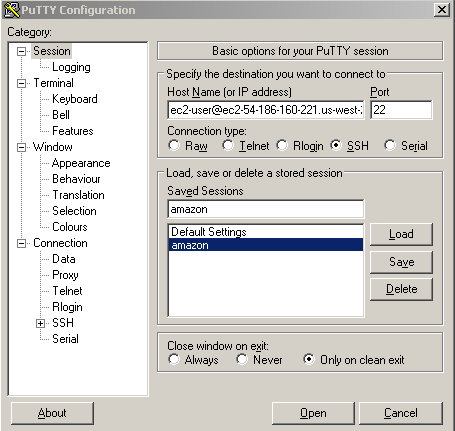 PuTTY Configuration
Category:
Session
Logging
Terminal
Keyboard
Bell
Features
Window
Appearance
Behaviour
Translation
Selection
Colours
Connection
Data
Proxy
Telnet
Rlogin
SSH
Serial
Basic options for your PuTTY session
Specify the destination you want to connect to
Host Name (or IP address) Port
ec2-user@ec2-54-186-160-221.us-west- 22
Connection type:
Raw Telnet Rlogin SSH Serial
Load, save or delete a stored session
Saved Sessions
amazon
Default Settings
amazon
Load
Save
Delete
Close window on exit:
Always Never Only on clean exit
About Open Cancel